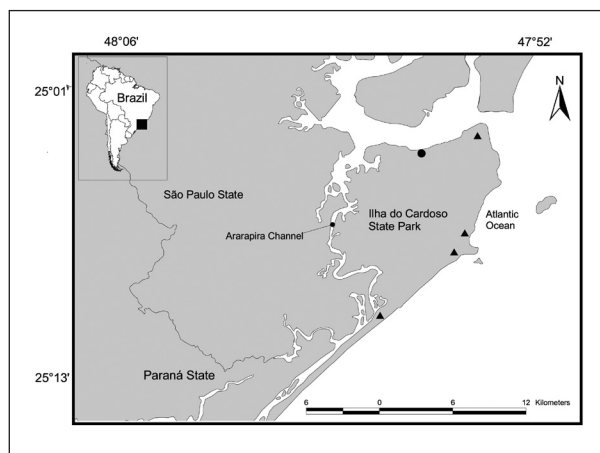 48°06'
47°52'
25°01'
N
Brazil
São Paulo State
Ilha do Cardoso
State Park
Atlantic
Ocean
Ararapira Channel
Paraná State
25°13'
6 0 6 12 Kilometers